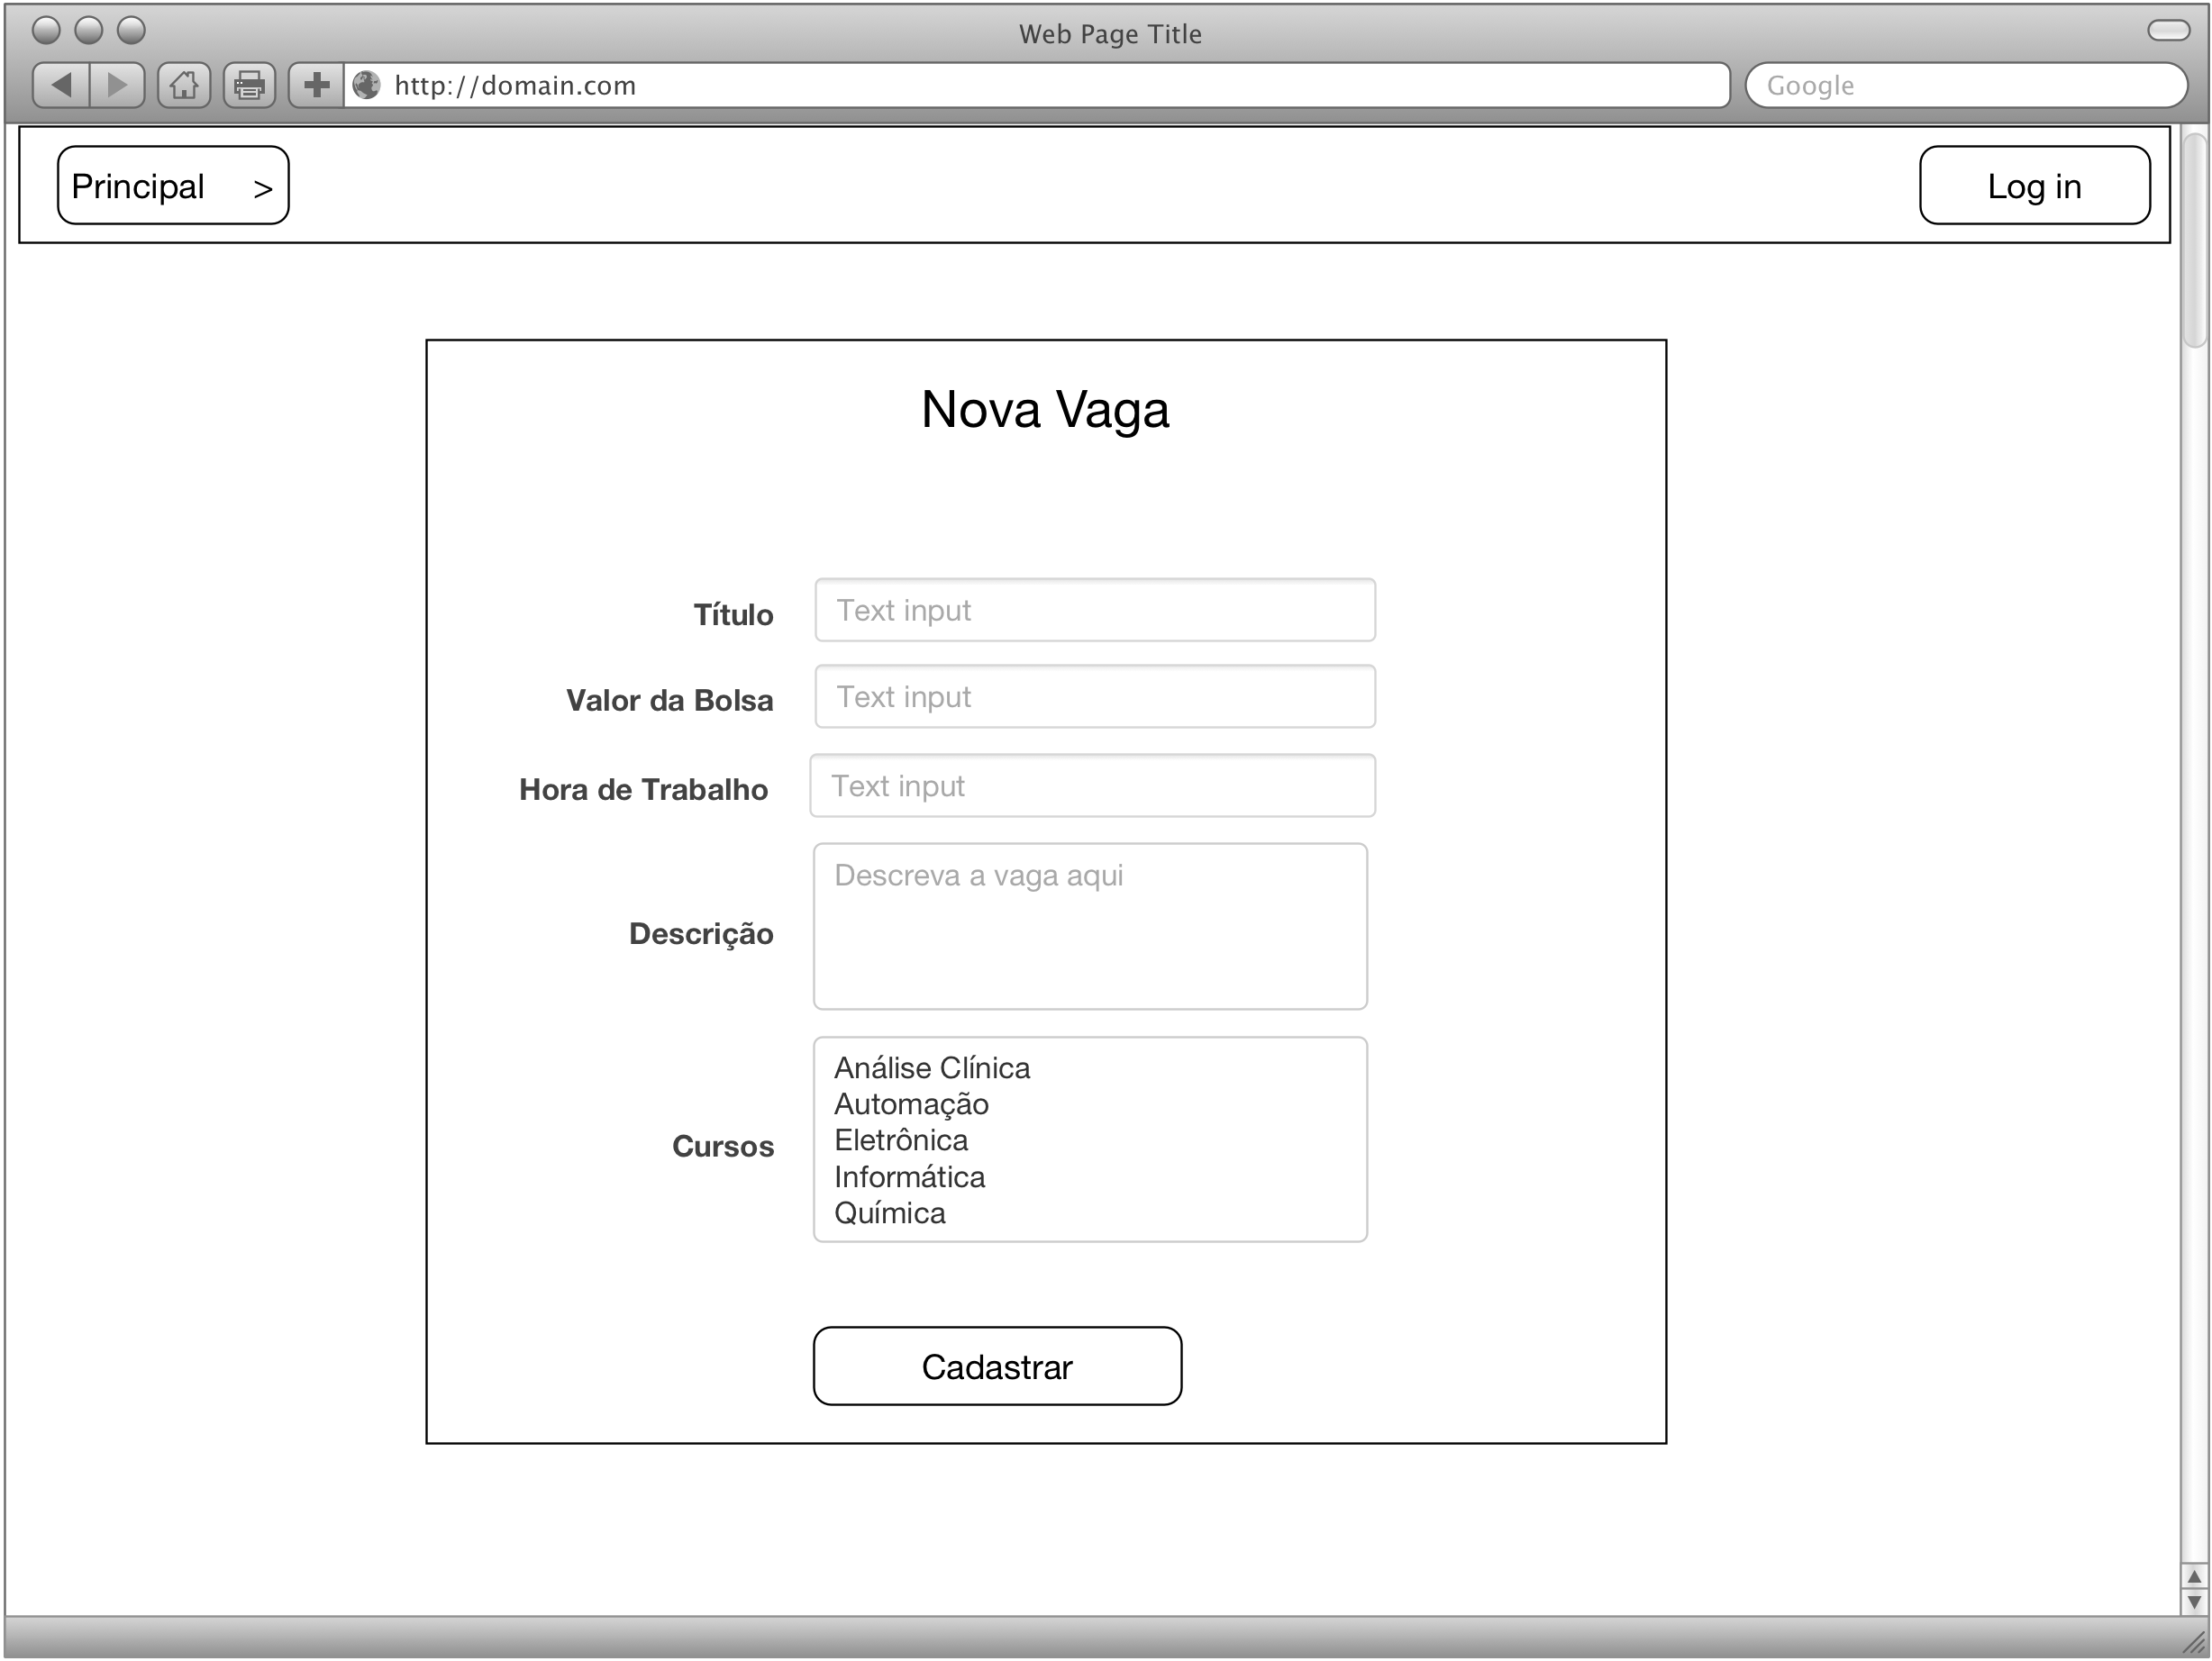 Web Page Title
http://domain.com
Google
Principal >
Log in
Nova Vaga
Título
Text input
Valor da Bolsa
Text input
Hora de Trabalho
Text input
Descrição
Descreva a vaga aqui
Cursos
Análise Clínica
Automação
Eletrônica
Informática
Química
Cadastrar